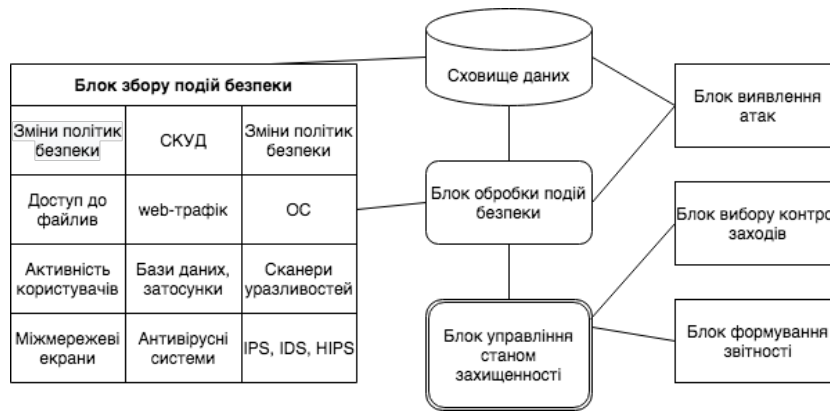 Блок збору подій безпеки
Зміни політик
безпеки
СКУД
Зміни політик
безпеки
Доступ до
файлив
web-трафік
ОС
Активність
користувачів
Бази даних,
затосунки
Сканери
уразливостей
Міжмережеві
екрани
Антивірусні
системи
IPS, IDS, HIPS
Сховище даних
Блок обробки подій
безпеки
Блок управління
станом
захищенності
Блок виявлення
атак
Блок вибору контро
заходів
Блок формування
звітності